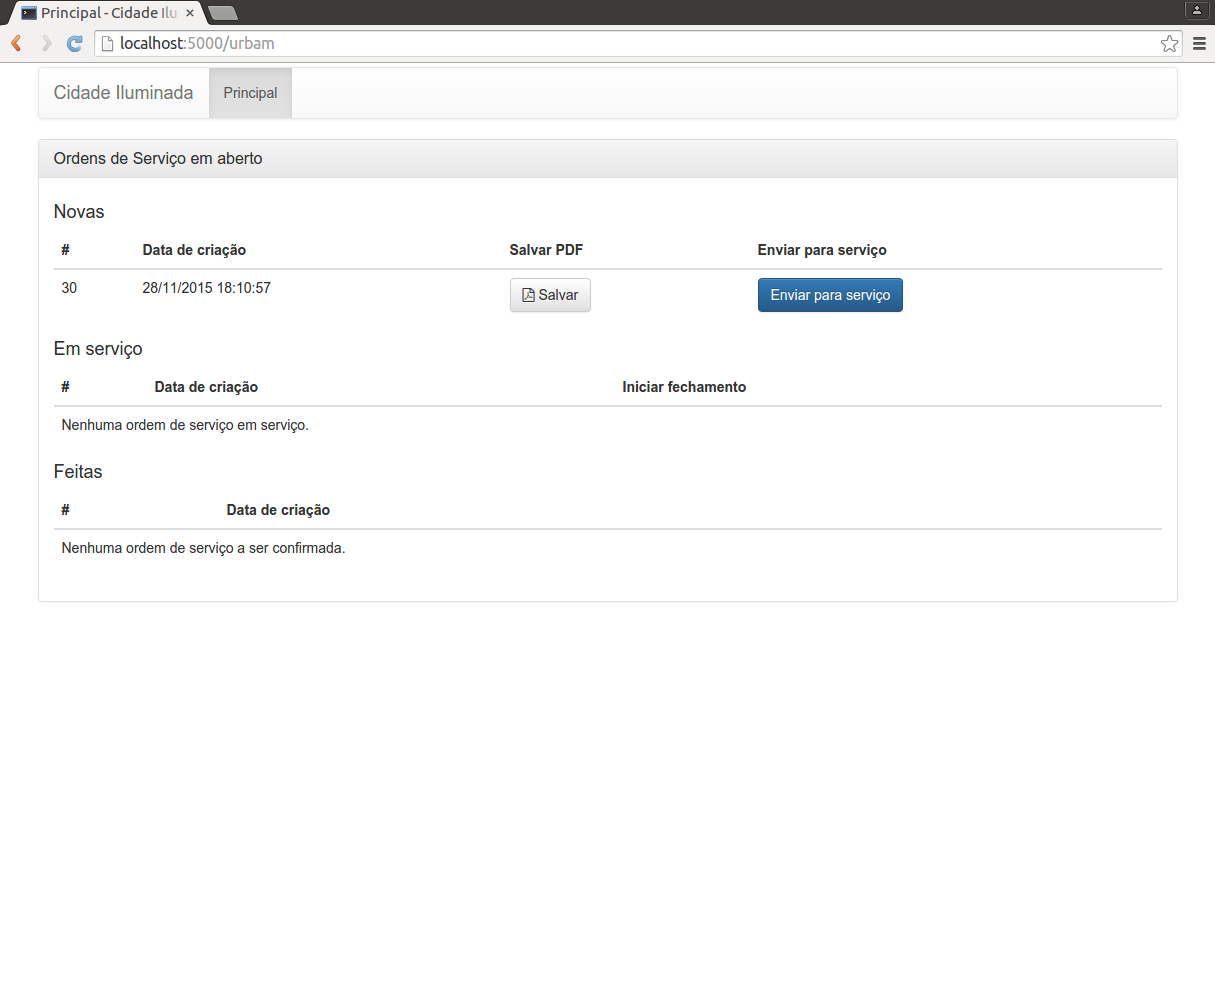 Principal - Cidade Ilu
localhost:5000/urbam
Cidade Iluminada Principal
Ordens de Serviço em aberto
Novas
# Data de criação Salvar PDF Enviar para serviço
30 28/11/2015 18:10:57 Salvar Enviar para serviço
Em serviço
# Data de criação Iniciar fechamento
Nenhuma ordem de serviço em serviço.
Feitas
# Data de criação
Nenhuma ordem de serviço a ser confirmada.